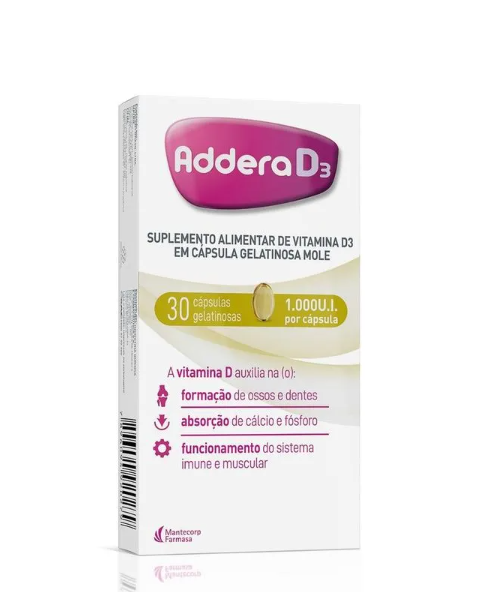 Addera D3
SUPLEMENTO ALIMENTAR DE VITAMINA D3
EM CÁPSULA GELATINOSA MOLE
30 cápsulas
gelatinosas
1.000U.I.
por cápsula
A vitamina D auxilia na (o):
formação de ossos e dentes
absorção de cálcio e fósforo
funcionamento do sistema
imune e muscular
Mantecorp
Farmasa